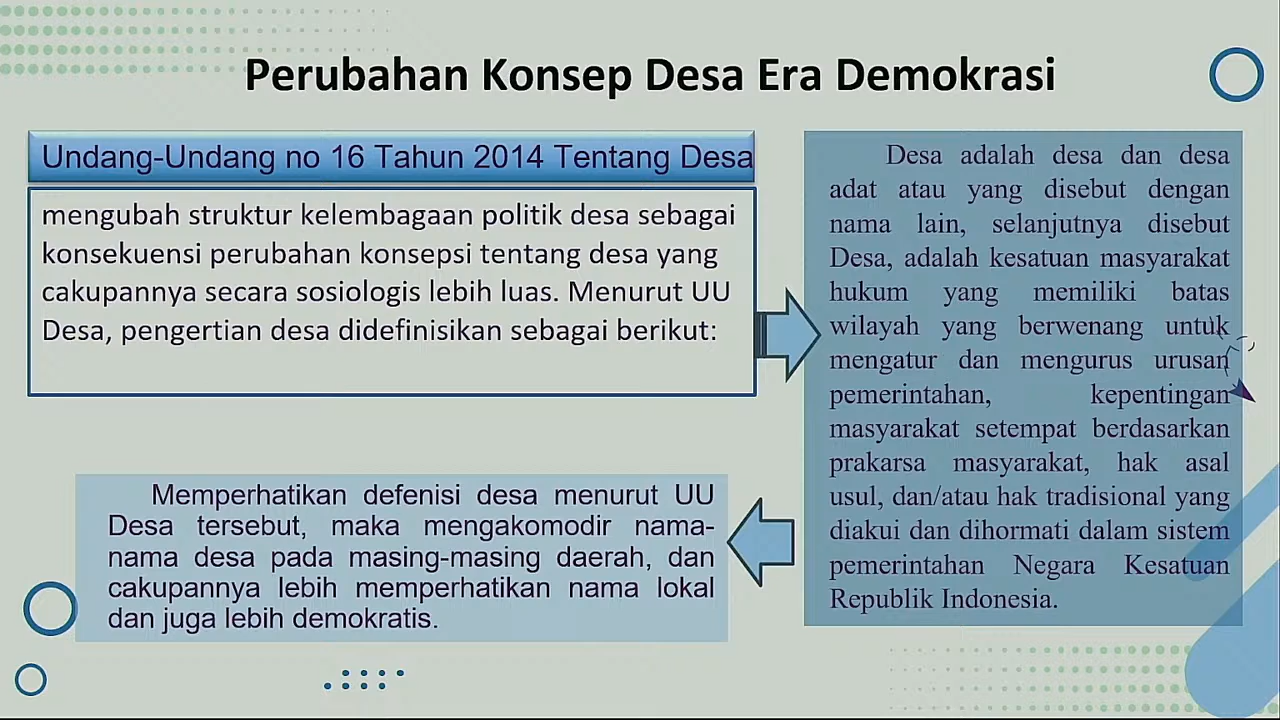 Perubahan Konsep Desa Era Demokrasi
Undang-Undang no 16 Tahun 2014 Tentang Desa
mengubah struktur kelembagaan politik desa sebagai
konsekuensi perubahan konsepsi tentang desa yang
cakupannya secara sosiologis lebih luas. Menurut UU
Desa, pengertian desa didefinisikan sebagai berikut:
Desa adalah desa dan desa
adat atau yang disebut dengan
nama lain, selanjutnya disebut
Desa, adalah kesatuan masyarakat
hukum yang memiliki batas
wilayah yang berwenang untuk
mengatur dan mengurus urusan
pemerintahan, kepentingan
masyarakat setempat berdasarkan
prakarsa masyarakat, hak asal
usul, dan/atau hak tradisional yang
diakui dan dihormati dalam sistem
pemerintahan Negara Kesatuan
Republik Indonesia.
Memperhatikan defenisi desa menurut UU
Desa tersebut, maka mengakomodir nama-
nama desa pada masing-masing daerah, dan
cakupannya lebih memperhatikan nama lokal
dan juga lebih demokratis.